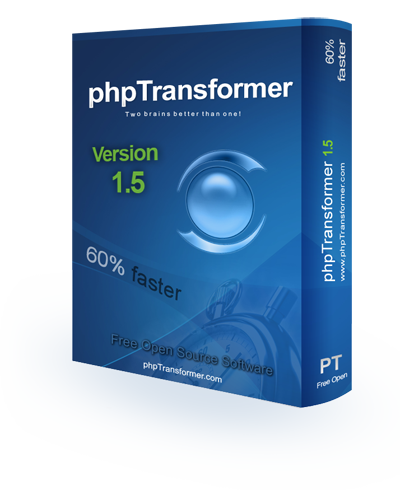 phpTransformer
Two brains better than one!
Version
1.5
60% faster
Free Open Source Software
phpTransformer.com
60%
faster
phpTransformer 1.5
www.phpTransformer.com
PT
Free Open